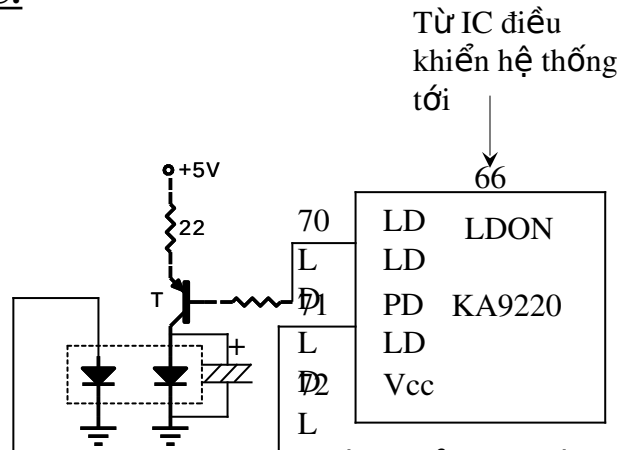 Từ IC điều
khiển hệ thống
tới
66
+5V
22
T
+
70
L
71
L
72
L
LD
LD
PD
LD
Vcc
LDON
KA9220